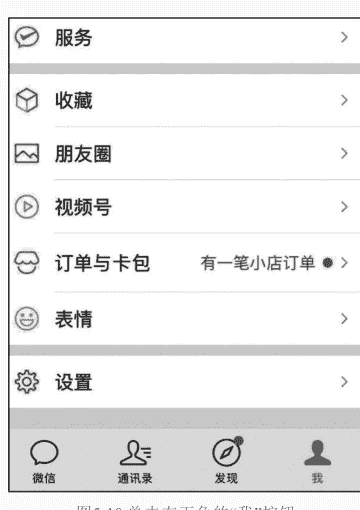 服务
收藏
朋友圈
视频号
订单与卡包 有一笔小店订单
表情
设置
微信 通讯录 发现 我